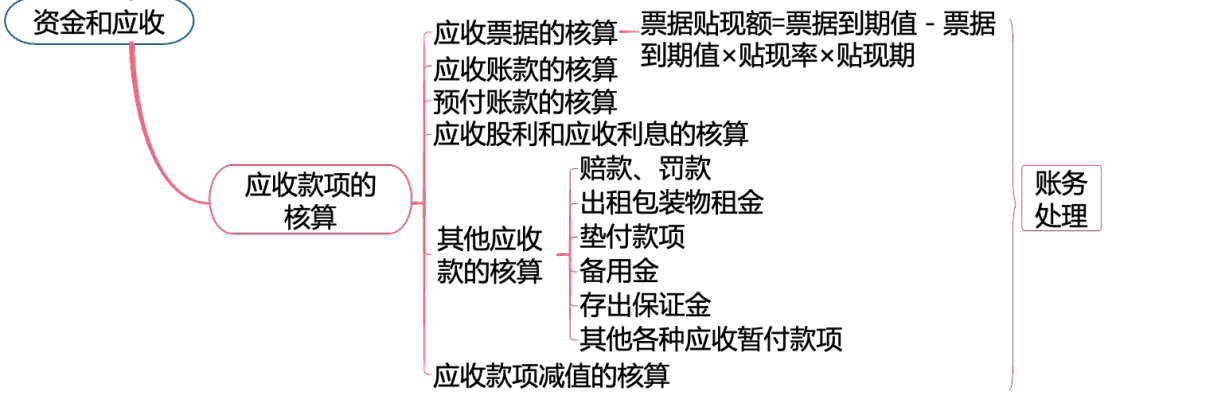 资金和应收
应收款项的
核算
应收票据的核算
票据贴现额=票据到期值 - 票据
到期值×贴现率×贴现期
应收账款的核算
预付账款的核算
应收股利和应收利息的核算
其他应收
款的核算
赔款、罚款
出租包装物租金
垫付款项
备用金
存出保证金
其他各种应收暂付款项
应收款项减值的核算
账务
处理